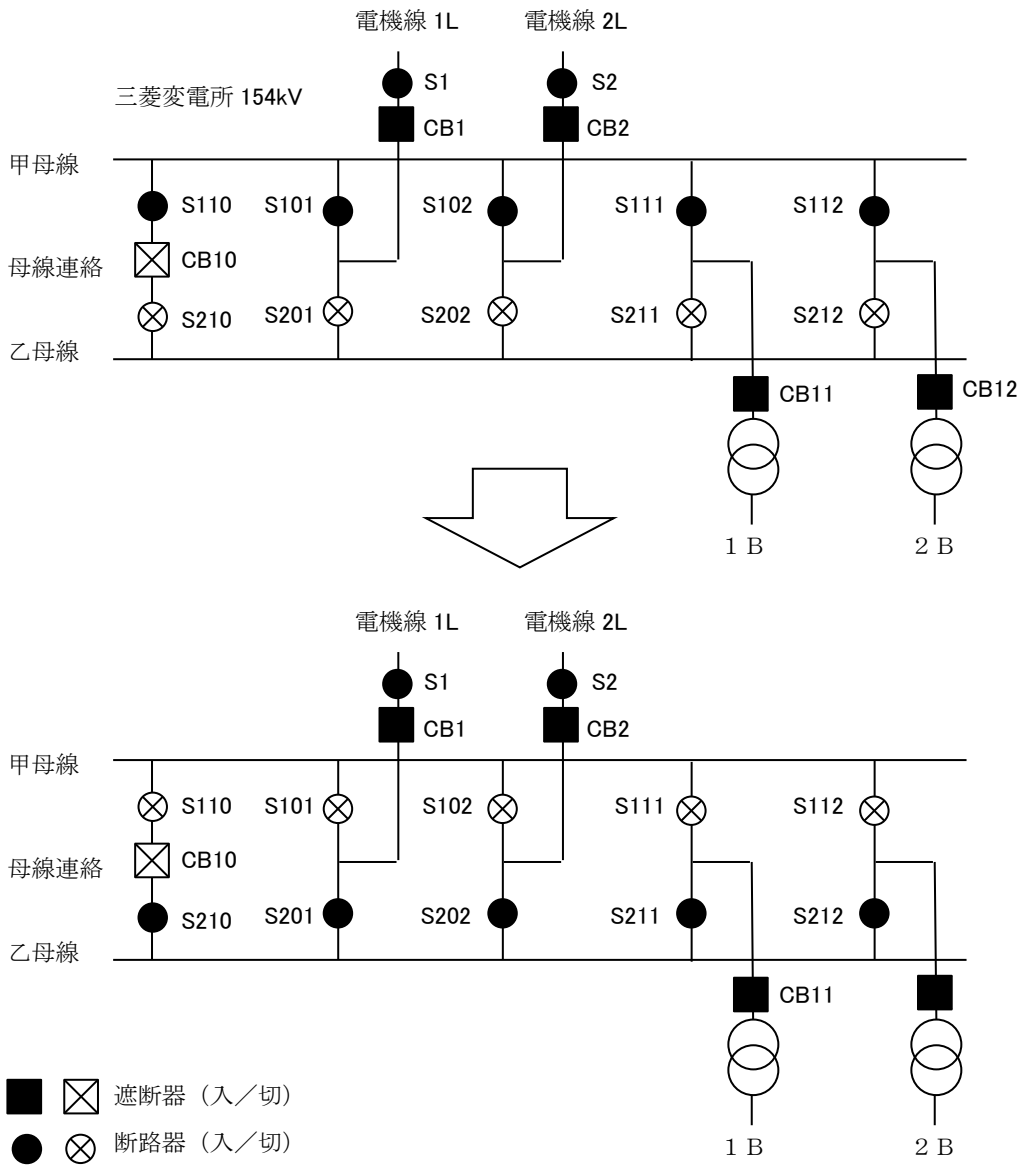 電機線 1L 電機線 2L
S1 S2
三菱変電所 154kV
CB1 CB2
甲母線
S110 S101 S102 S111 S112
母線連絡 CB10
S210 S201 S202 S211 S212
乙母線
CB11 CB12
1 B 2 B
電機線 1L 電機線 2L
S1 S2
CB1 CB2
甲母線
S110 S101 S102 S111 S112
母線連絡 CB10
S210 S201 S202 S211 S212
乙母線
CB11
遮断器（入／切）
断路器（入／切）
1 B 2 B